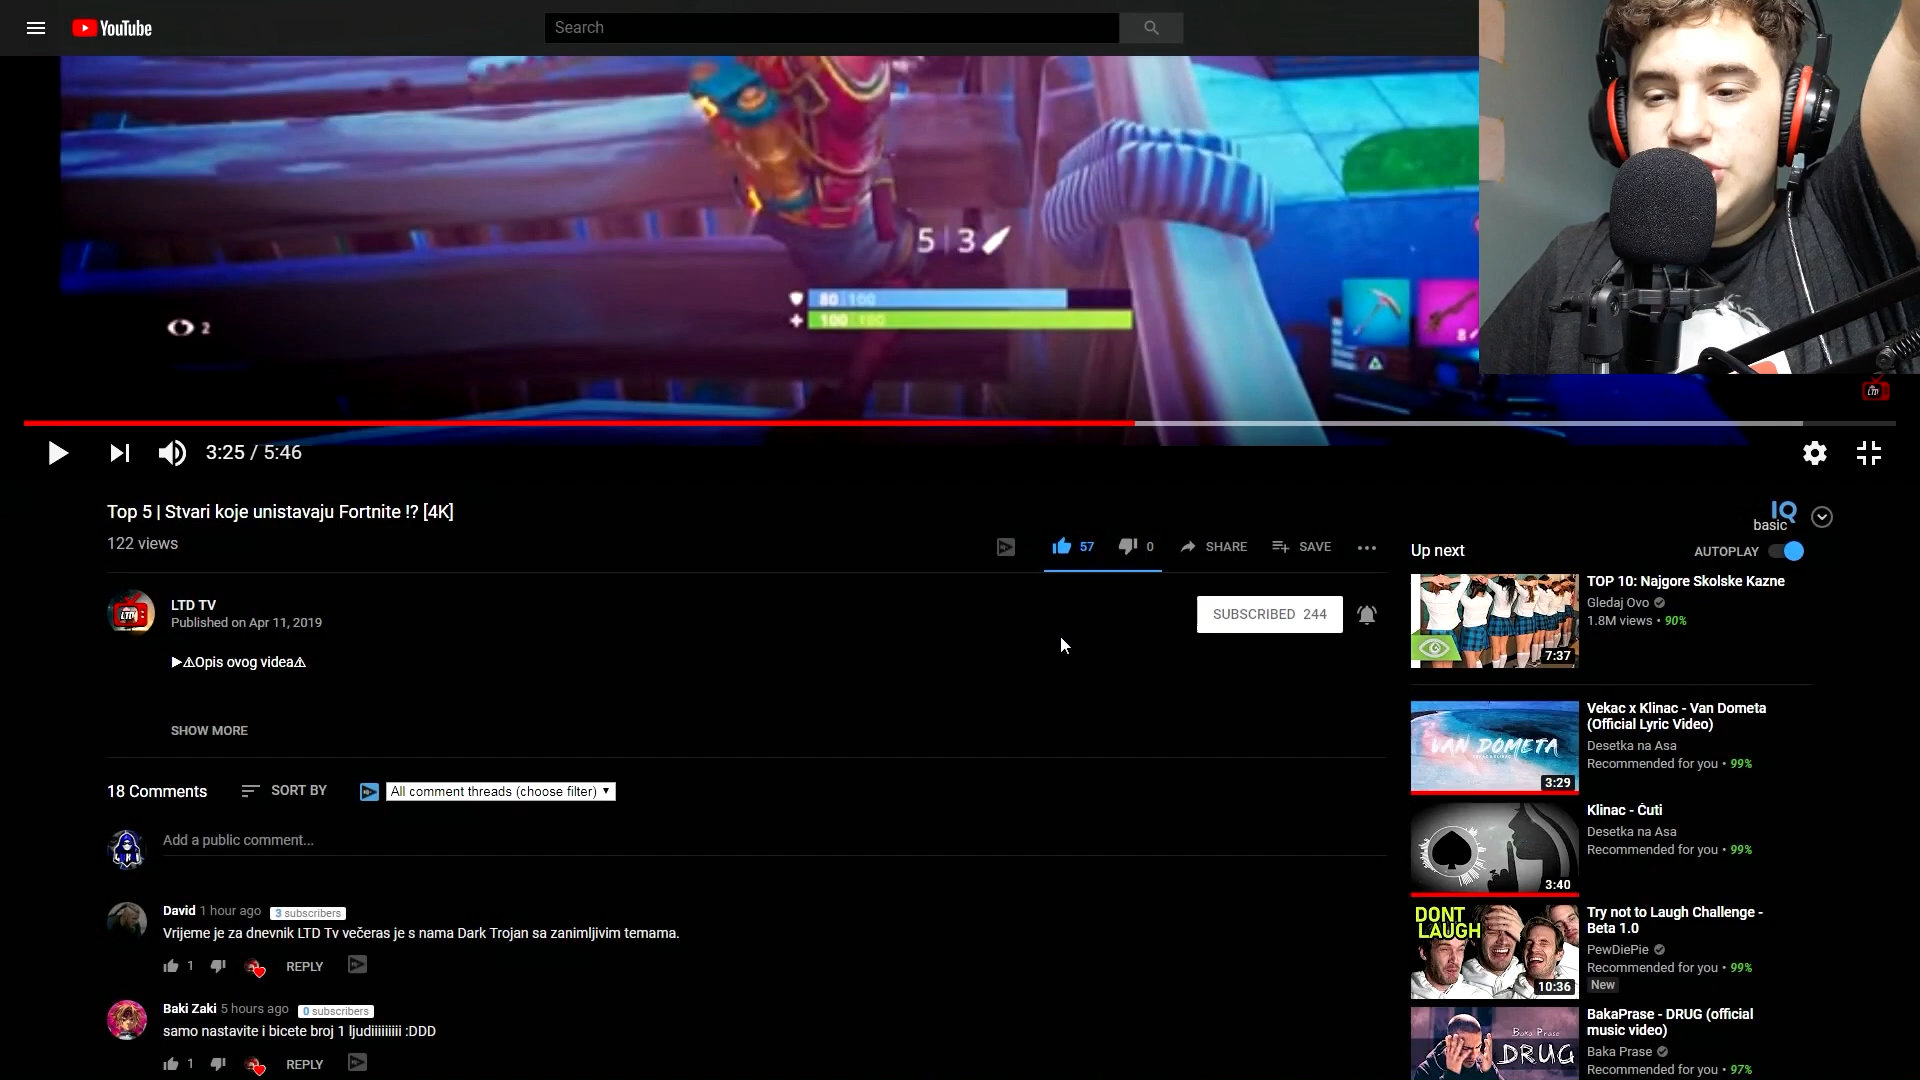 YouTube
Search
5 | 3
80 | 100
100 | 100
2
8
LTD
3:25 / 5:46
Top 5 | Stvari koje unistavaju Fortnite !? [4K]
122 views
57
0
SHARE
SAVE
IQ
basic
LTD TV
Published on Apr 11, 2019
SUBSCRIBED 244
▶⚠Opis ovog videa⚠
SHOW MORE
18 Comments
SORT BY
All comment threads (choose filter)
Add a public comment...
David 1 hour ago 3 subscribers
Vrijeme je za dnevnik LTD Tv večeras je s nama Dark Trojan sa zanimljivim temama.
1
REPLY
Baki Zaki 5 hours ago 0 subscribers
samo nastavite i bicete broj 1 ljudiiiiiiiiii :DDD
1
REPLY
Up next
AUTOPLAY
7:37
TOP 10: Najgore Skolske Kazne
Gledaj Ovo
1.8M views • 90%
VAN DOMETA
3:29
Vekac x Klinac - Van Dometa
(Official Lyric Video)
Desetka na Asa
Recommended for you • 99%
3:40
Klinac - Ćuti
Desetka na Asa
Recommended for you • 99%
DONT
LAUGH
10:36
Try not to Laugh Challenge -
Beta 1.0
PewDiePie
Recommended for you • 99%
New
Baka Prase
DRUG
BakaPrase - DRUG (official
music video)
Baka Prase
Recommended for you • 97%